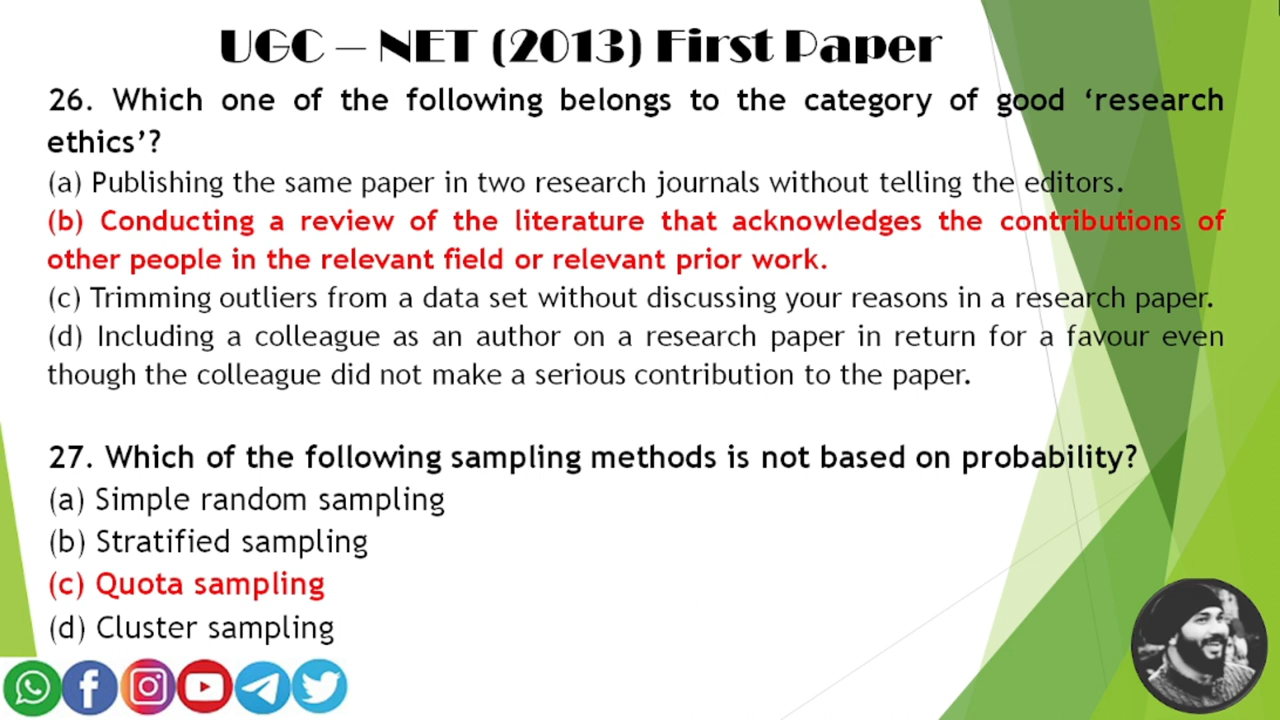 UGC – NET (2013) First Paper
26. Which one of the following belongs to the category of good ‘research
ethics’?
(a) Publishing the same paper in two research journals without telling the editors.
(b) Conducting a review of the literature that acknowledges the contributions of
other people in the relevant field or relevant prior work.
(c) Trimming outliers from a data set without discussing your reasons in a research paper.
(d) Including a colleague as an author on a research paper in return for a favour even
though the colleague did not make a serious contribution to the paper.
27. Which of the following sampling methods is not based on probability?
(a) Simple random sampling
(b) Stratified sampling
(c) Quota sampling
(d) Cluster sampling